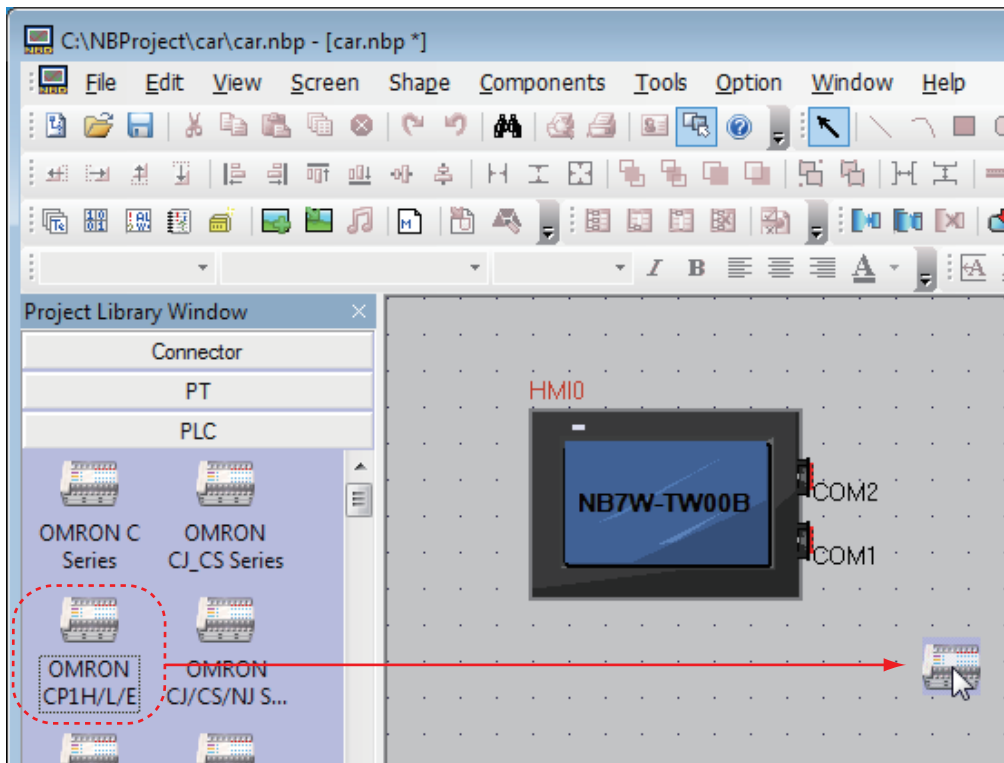 C:\NBProject\car\car.nbp - [car.nbp *]
File Edit View Screen Shape Components Tools Option Window Help
Project Library Window
Connector
PT
PLC
OMRON C
Series
OMRON
CJ_CS Series
OMRON
CP1H/L/E
OMRON
CJ/CS/NJ S...
HMI0
NB7W-TW00B
COM2
COM1